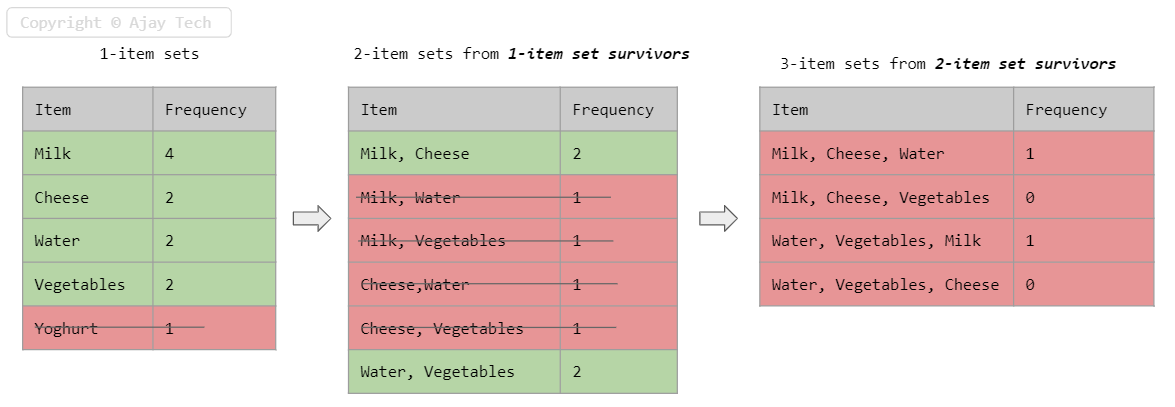 Copyright © Ajay Tech
1-item sets
Item Frequency
Milk 4
Cheese 2
Water 2
Vegetables 2
Yoghurt 1
2-item sets from 1-item set survivors
Item Frequency
Milk, Cheese 2
Milk, Water 1
Milk, Vegetables 1
Cheese,Water 1
Cheese, Vegetables 1
Water, Vegetables 2
3-item sets from 2-item set survivors
Item Frequency
Milk, Cheese, Water 1
Milk, Cheese, Vegetables 0
Water, Vegetables, Milk 1
Water, Vegetables, Cheese 0